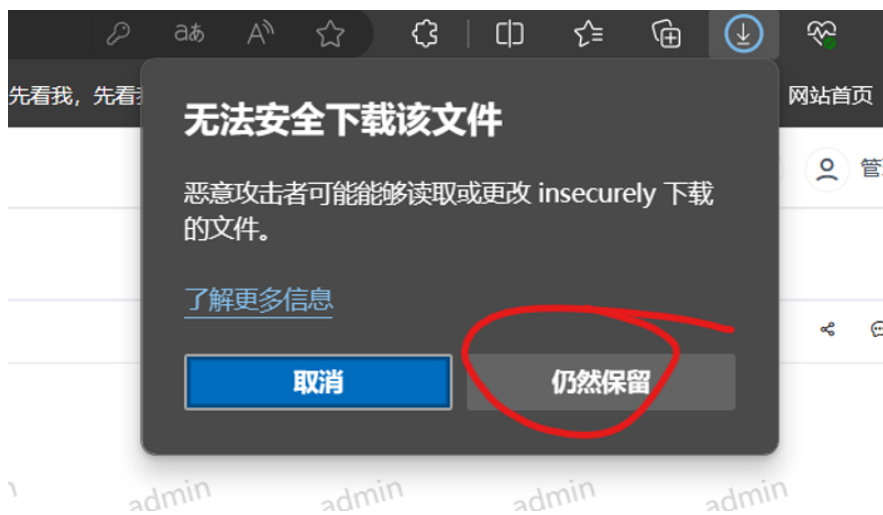 aあ A
先看我，先看
网站首页
无法安全下载该文件
管
恶意攻击者可能能够读取或更改 insecurely 下载
的文件。
了解更多信息
取消 仍然保留
admin admin admin admin